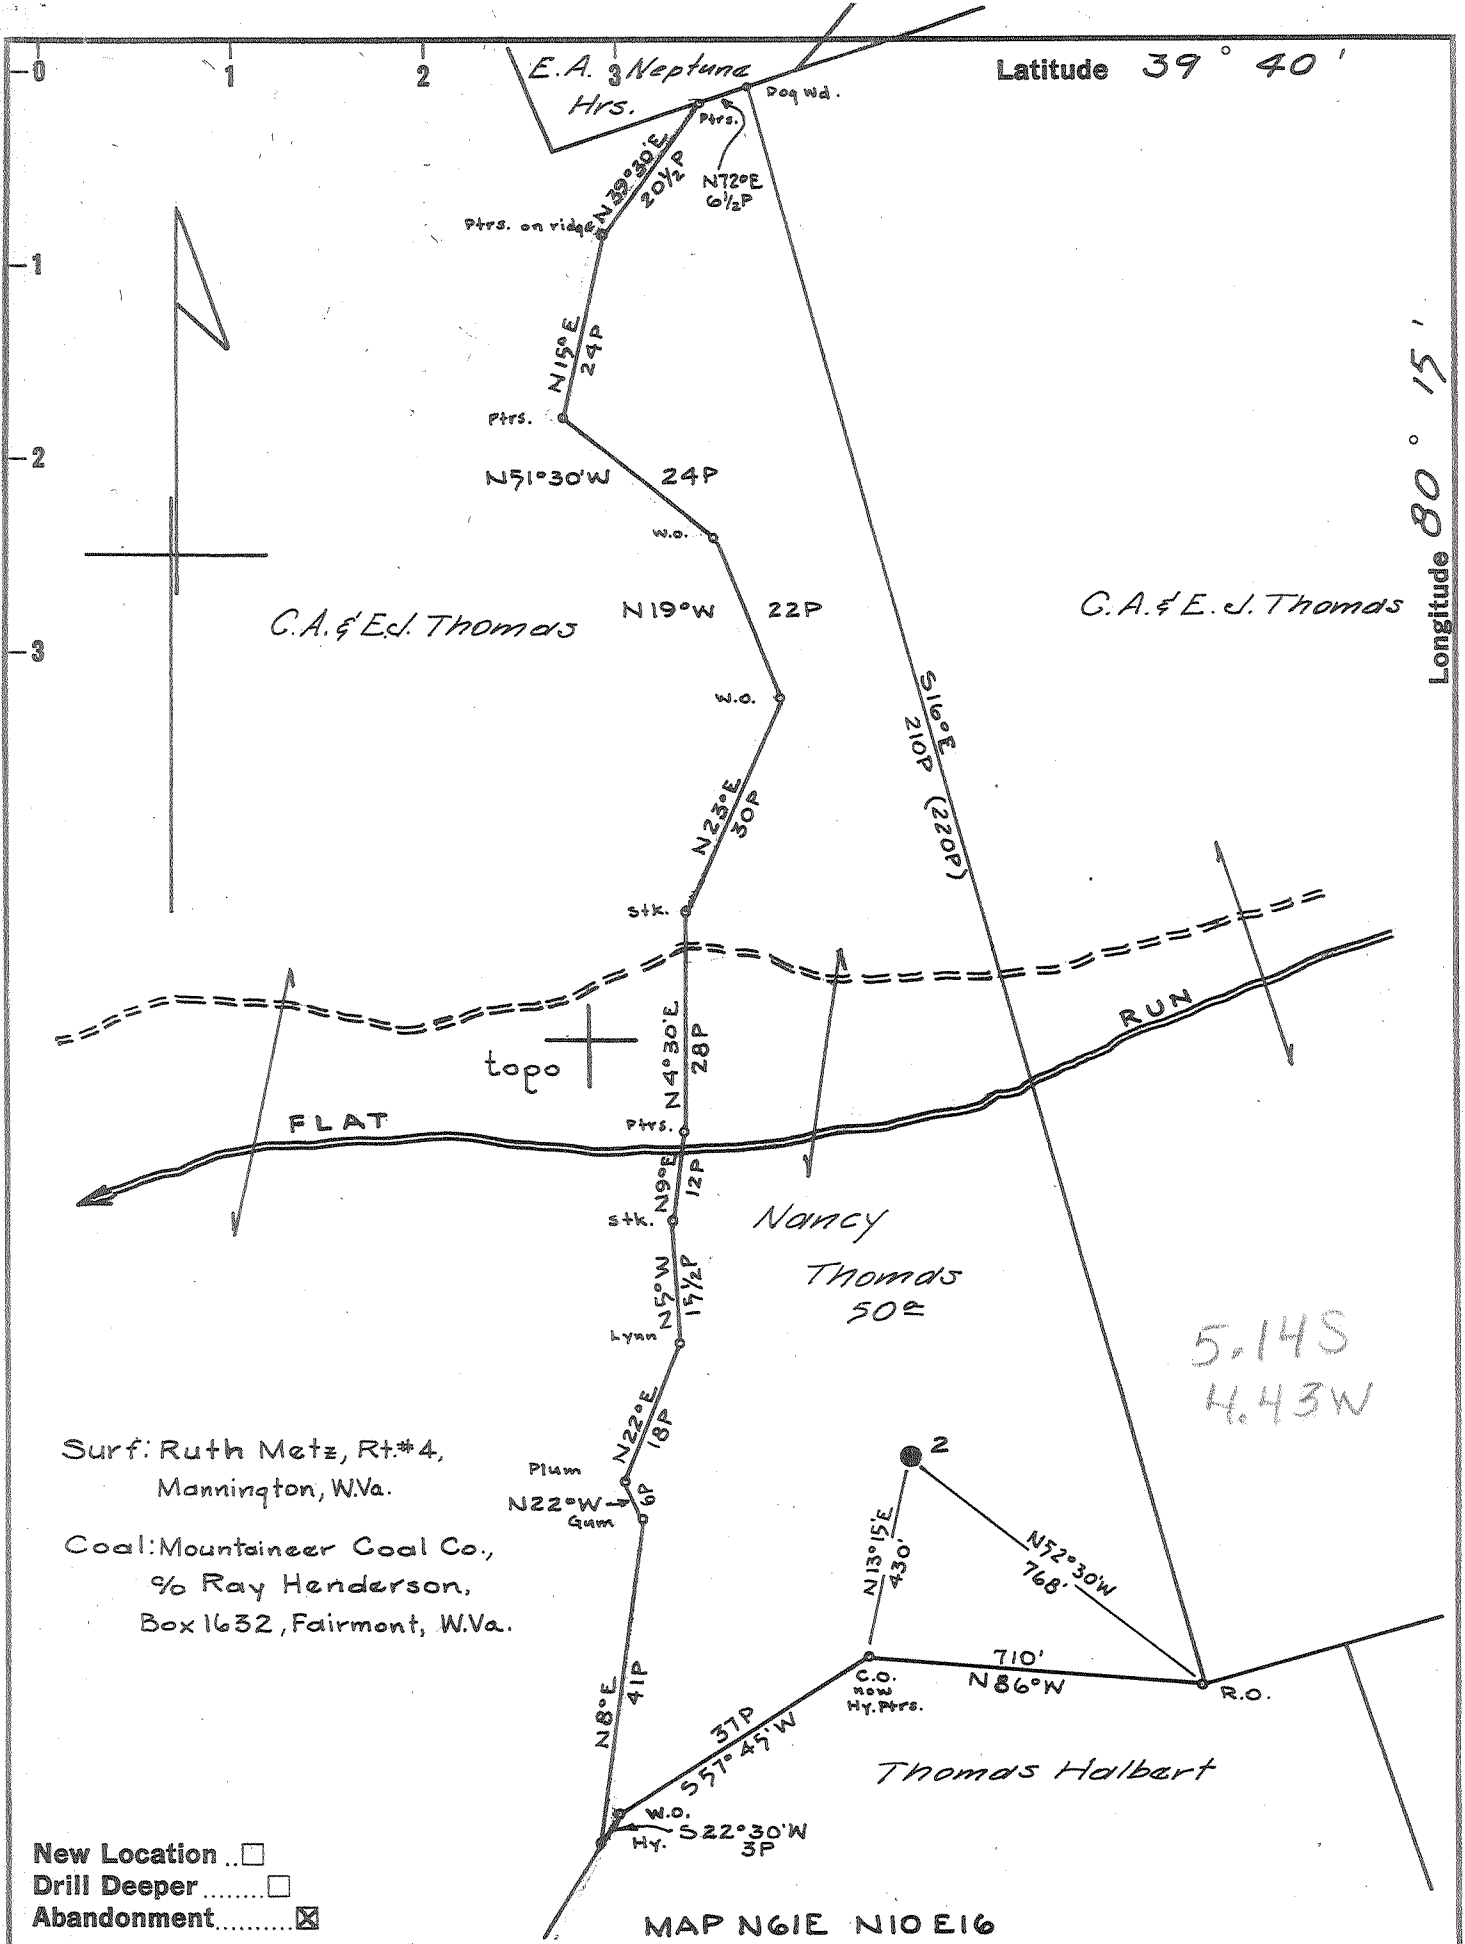 0
1
2
3
E.A. Neptune
Hrs.
Latitude 39° 40'
Dog Wd.
Ptrs.
N72°E
6½P
N39°30'E
20½P
Ptrs. on ridge
1
N15°E
24P
Ptrs.
2
N51°30'W 24P
W.O.
Longitude 80° 15'
N19°W 22P
C.A. & E.J. Thomas
C.A. & E.J. Thomas
3
W.O.
S16°E
210P (220P)
N23°E
30P
Stk.
RUN
N4°30'E
28P
topo
FLAT
Ptrs.
N9°E
12P
Stk.
Nancy
Thomas
50a
N5°W
15½P
Lynn
5.14S
4.43W
N22°E
18P
Surf: Ruth Metz, Rt.#4,
Mannington, W.Va.
Plum
N22°W
6P
Gum
2
Coal: Mountaineer Coal Co.,
% Ray Henderson,
Box 1632, Fairmont, W.Va.
N13°15'E
430'
N52°30'W
768'
710'
N86°W
C.O.
now
Hy. Ptrs.
R.O.
N8°E
41P
37P
S57°45'W
Thomas Halbert
W.O.
Hy.
S22°30'W
3P
New Location ..☐
Drill Deeper ........☐
Abandonment..........☒
MAP N61E N10 E16